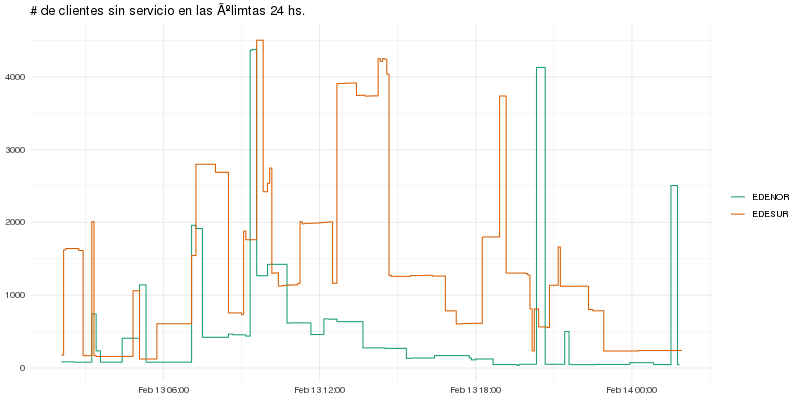 # de clientes sin servicio en las Ãºlimtas 24 hs.
4000
3000
2000
1000
0
Feb 13 06:00
Feb 13 12:00
Feb 13 18:00
Feb 14 00:00
EDENOR
EDESUR